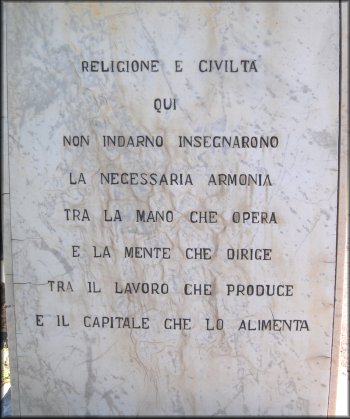 RELIGIONE E CIVILTÀ
QUI
NON INDARNO INSEGNARONO
LA NECESSARIA ARMONIA
TRA LA MANO CHE OPERA
E LA MENTE CHE DIRIGE
TRA IL LAVORO CHE PRODUCE
E IL CAPITALE CHE LO ALIMENTA